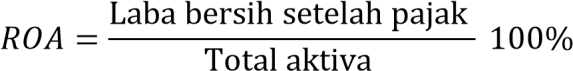 Laba bersih setelah pajak
ROA = 100%
Total aktiva